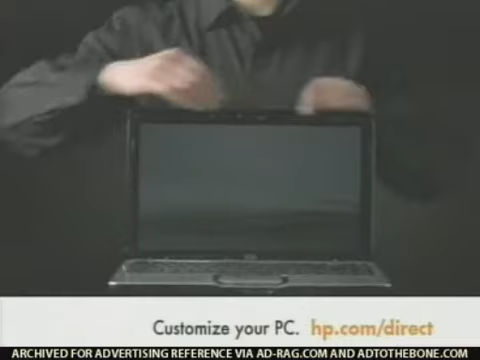 Customize your PC. hp.com/direct
ARCHIVED FOR ADVERTISING REFERENCE VIA AD-RAG.COM AND ADTOTHEBONE.COM